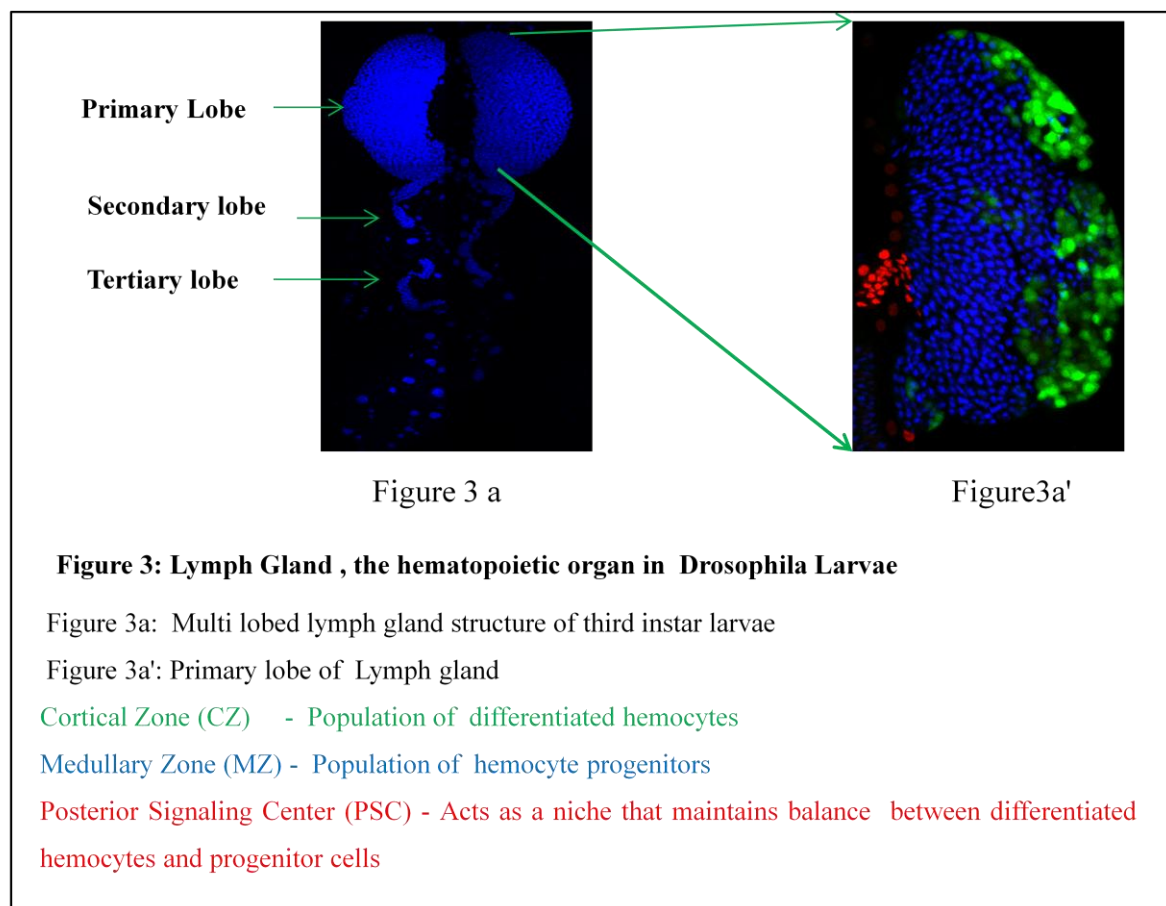 Primary Lobe
Secondary lobe
Tertiary lobe
Figure 3 a
Figure3a'
Figure 3: Lymph Gland , the hematopoietic organ in Drosophila Larvae
Figure 3a: Multi lobed lymph gland structure of third instar larvae
Figure 3a': Primary lobe of Lymph gland
Cortical Zone (CZ) - Population of differentiated hemocytes
Medullary Zone (MZ) - Population of hemocyte progenitors
Posterior Signaling Center (PSC) - Acts as a niche that maintains balance between differentiated
hemocytes and progenitor cells